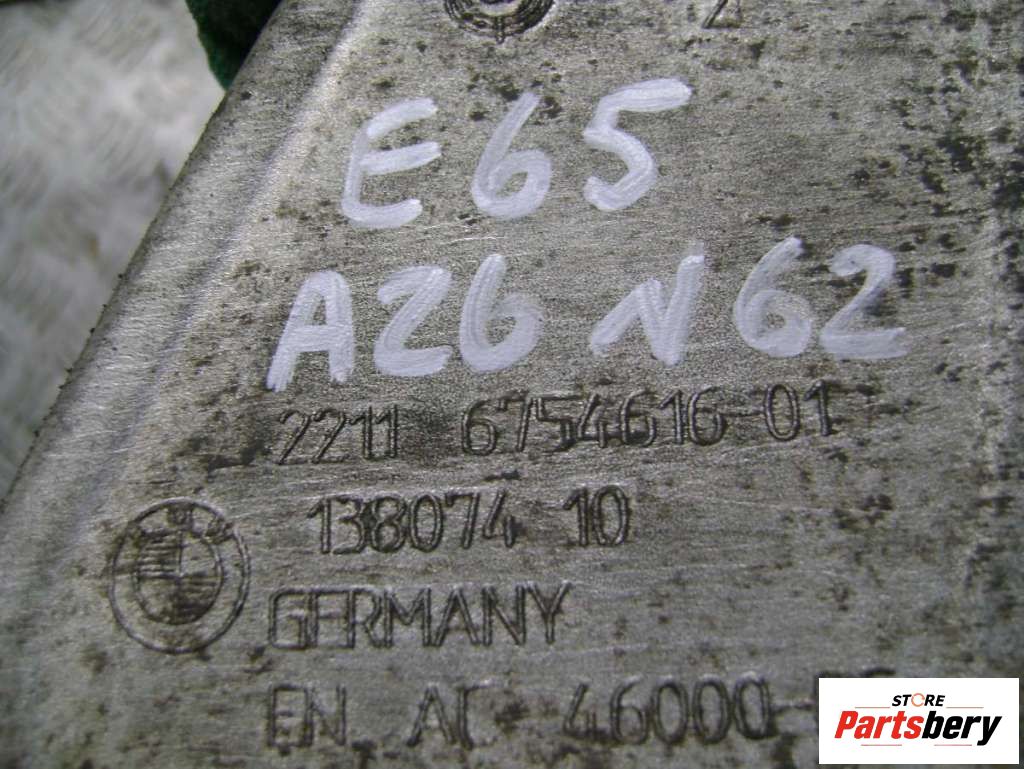 E65
A26 N62
2211 6754616-01
138074 10
GERMANY
EN AC 46000-
STORE
Partsbery